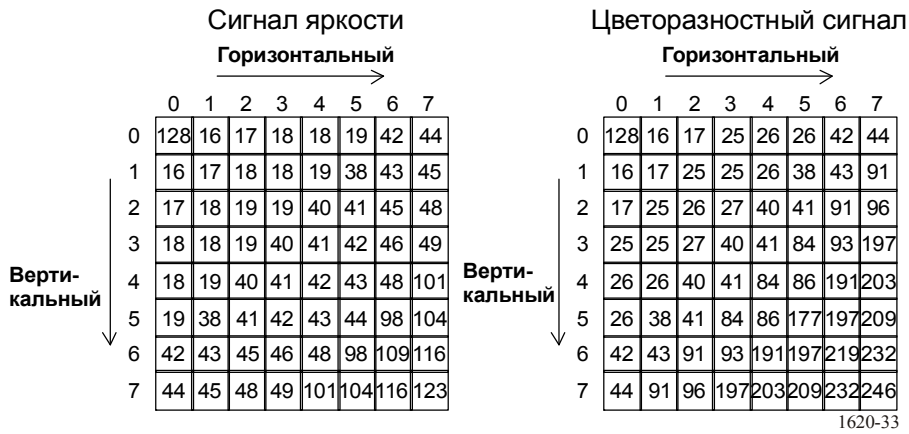 Сигнал яркости
Горизонтальный
0 1 2 3 4 5 6 7
0 128 16 17 18 18 19 42 44
1 16 17 18 18 19 38 43 45
2 17 18 19 19 40 41 45 48
3 18 18 19 40 41 42 46 49
4 18 19 40 41 42 43 48 101
5 19 38 41 42 43 44 98 104
6 42 43 45 46 48 98 109 116
7 44 45 48 49 101 104 116 123
Верти-
кальный
Цветоразностный сигнал
Горизонтальный
0 1 2 3 4 5 6 7
0 128 16 17 25 26 26 42 44
1 16 17 25 25 26 38 43 91
2 17 25 26 27 40 41 91 96
3 25 25 27 40 41 84 93 197
4 26 26 40 41 84 86 191 203
5 26 38 41 84 86 177 197 209
6 42 43 91 93 191 197 219 232
7 44 91 96 197 203 209 232 246
Верти-
кальный
1620-33